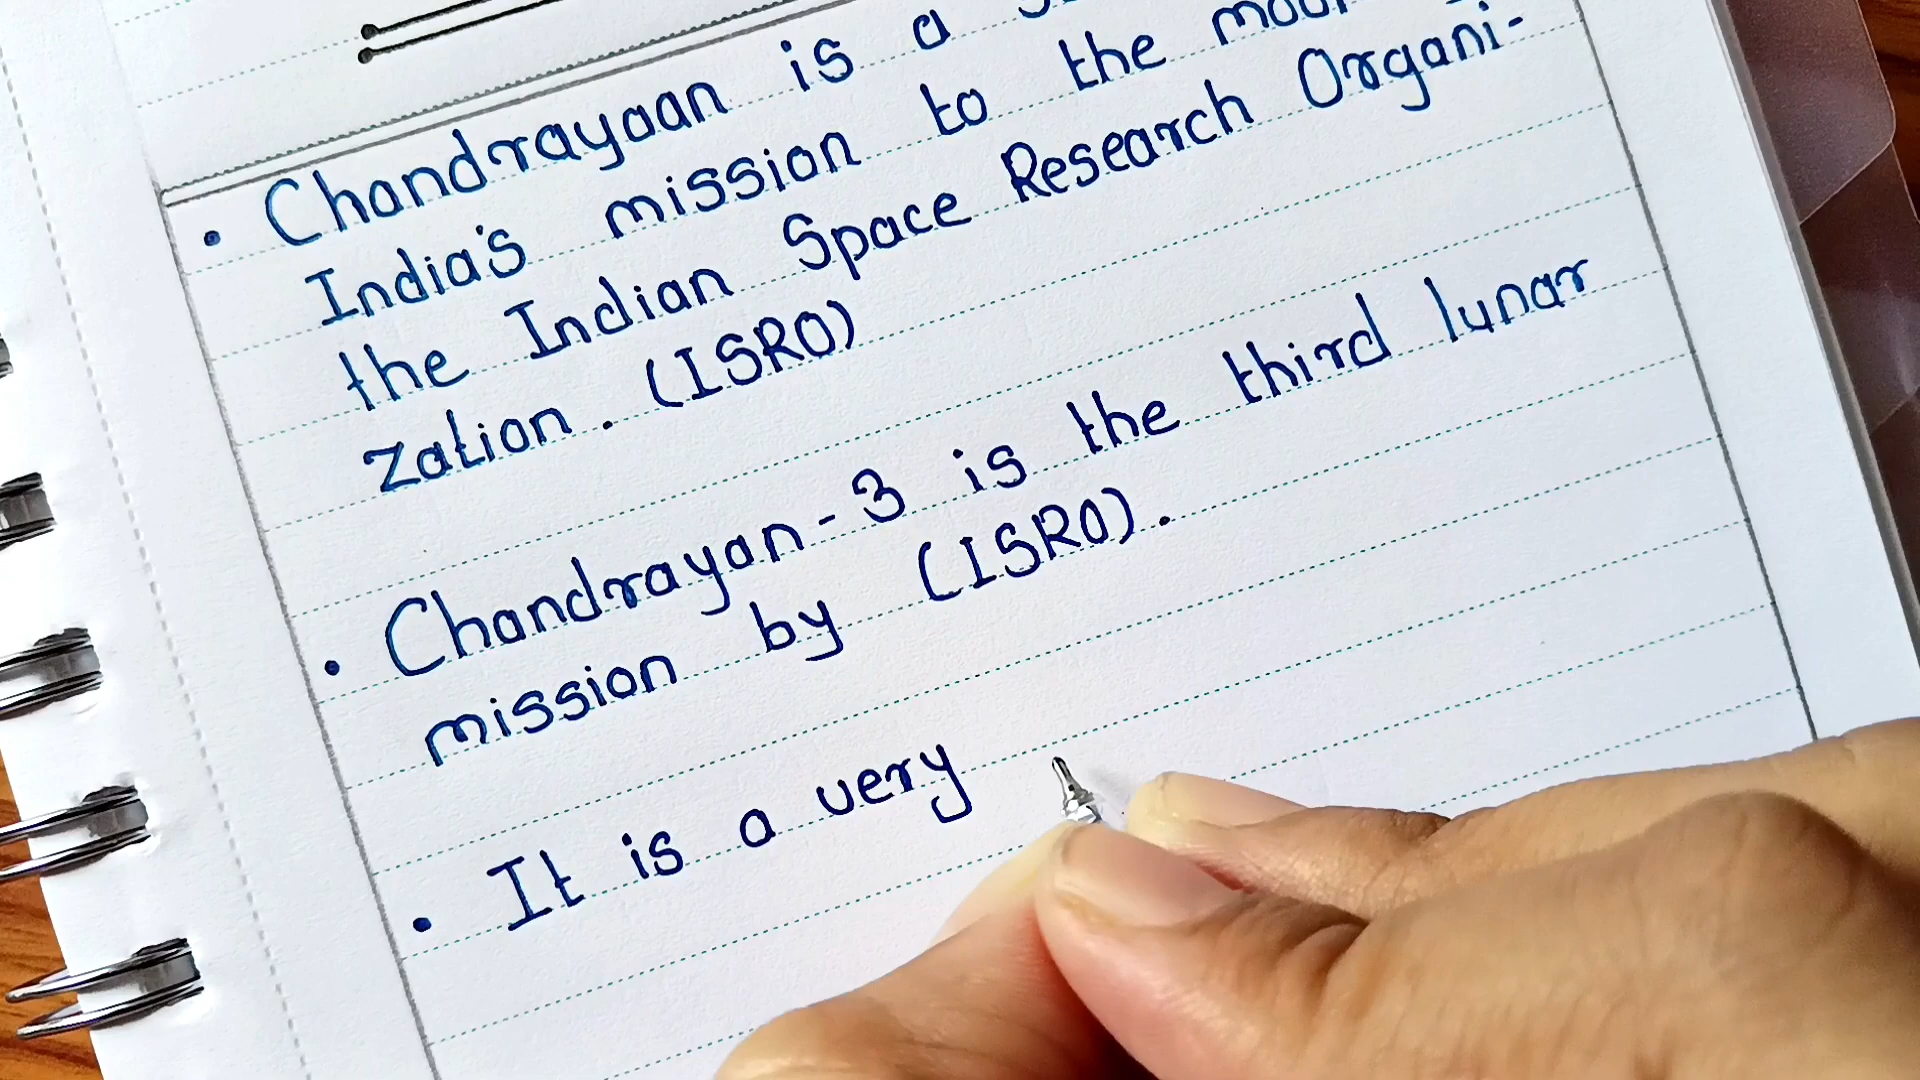 • Chandrayaan is a
India's mission to the
the Indian Space Research Organi-
zation. (ISRO)
• Chandrayan-3 is the third lunar
mission by (ISRO).
• It is a very